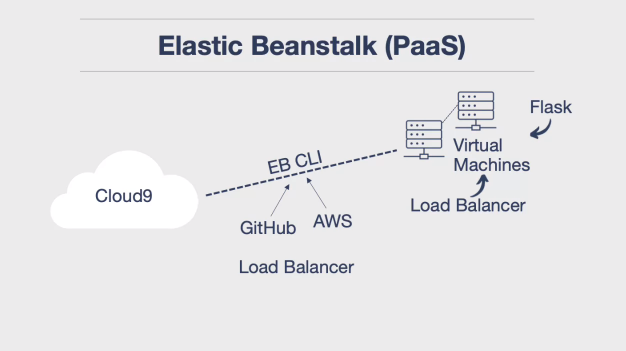 Elastic Beanstalk (PaaS)
Flask
Virtual
Machines
EB CLI
Cloud9
Load Balancer
GitHub
AWS
Load Balancer